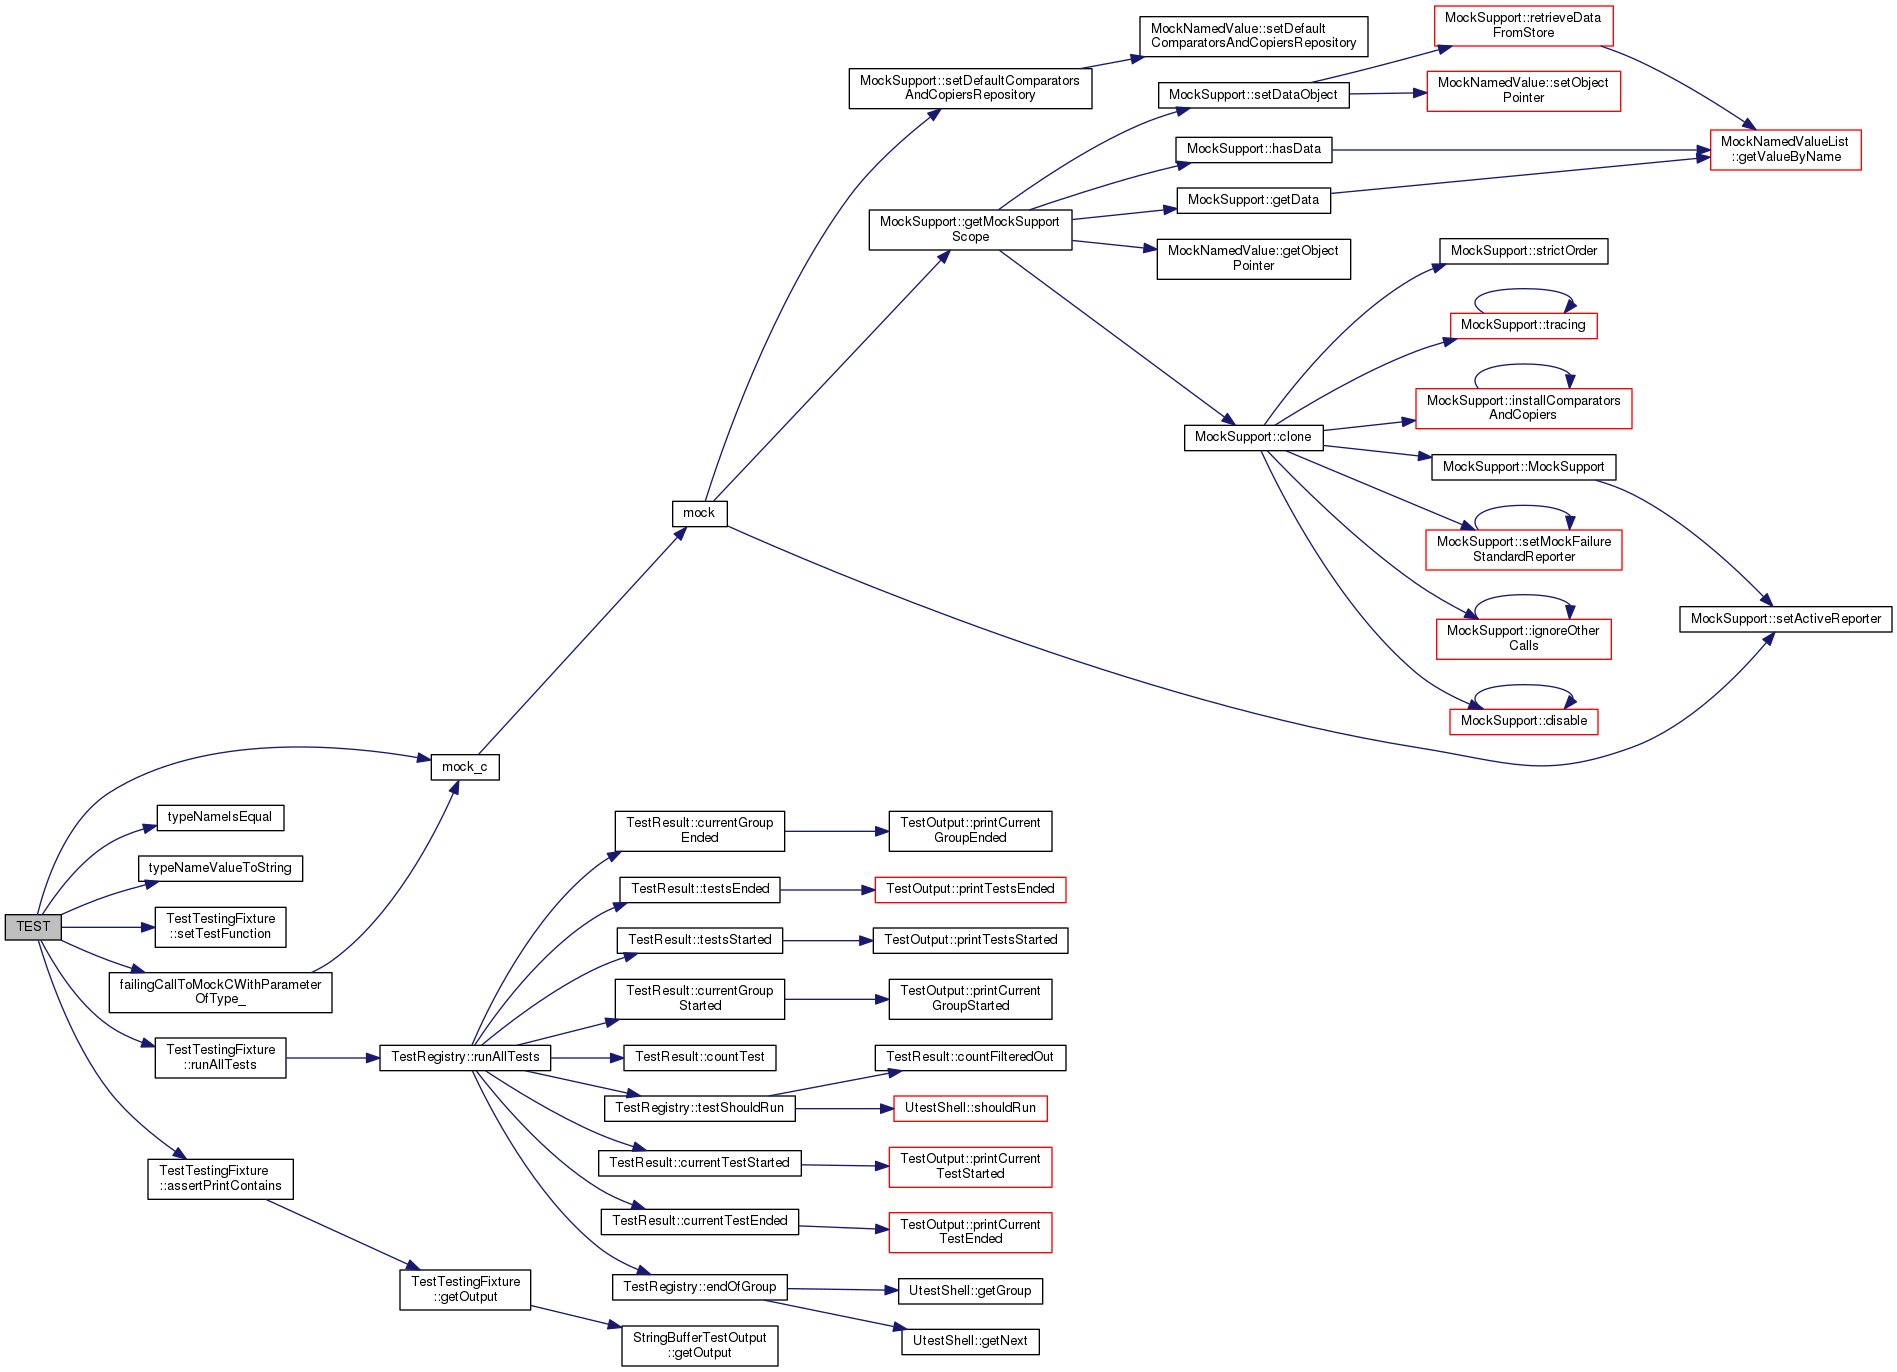 MockSupport::retrieveData
FromStore
MockNamedValue::setDefault
ComparatorsAndCopiersRepository
MockSupport::setDefaultComparators
AndCopiersRepository
MockSupport::setDataObject
MockNamedValue::setObject
Pointer
MockSupport::hasData
MockNamedValueList
::getValueByName
MockSupport::getData
MockSupport::getMockSupport
Scope
MockNamedValue::getObject
Pointer
MockSupport::strictOrder
MockSupport::tracing
MockSupport::installComparators
AndCopiers
MockSupport::clone
MockSupport::MockSupport
mock
MockSupport::setMockFailure
StandardReporter
MockSupport::setActiveReporter
MockSupport::ignoreOther
Calls
MockSupport::disable
mock_c
typeNameIsEqual
typeNameValueToString
TEST
TestTestingFixture
::setTestFunction
failingCallToMockCWithParameter
OfType_
TestTestingFixture
::runAllTests
TestRegistry::runAllTests
TestResult::currentGroup
Ended
TestOutput::printCurrent
GroupEnded
TestResult::testsEnded
TestOutput::printTestsEnded
TestResult::testsStarted
TestOutput::printTestsStarted
TestResult::currentGroup
Started
TestOutput::printCurrent
GroupStarted
TestResult::countTest
TestResult::countFilteredOut
TestRegistry::testShouldRun
UtestShell::shouldRun
TestResult::currentTestStarted
TestOutput::printCurrent
TestStarted
TestTestingFixture
::assertPrintContains
TestResult::currentTestEnded
TestOutput::printCurrent
TestEnded
TestTestingFixture
::getOutput
TestRegistry::endOfGroup
UtestShell::getGroup
StringBufferTestOutput
::getOutput
UtestShell::getNext